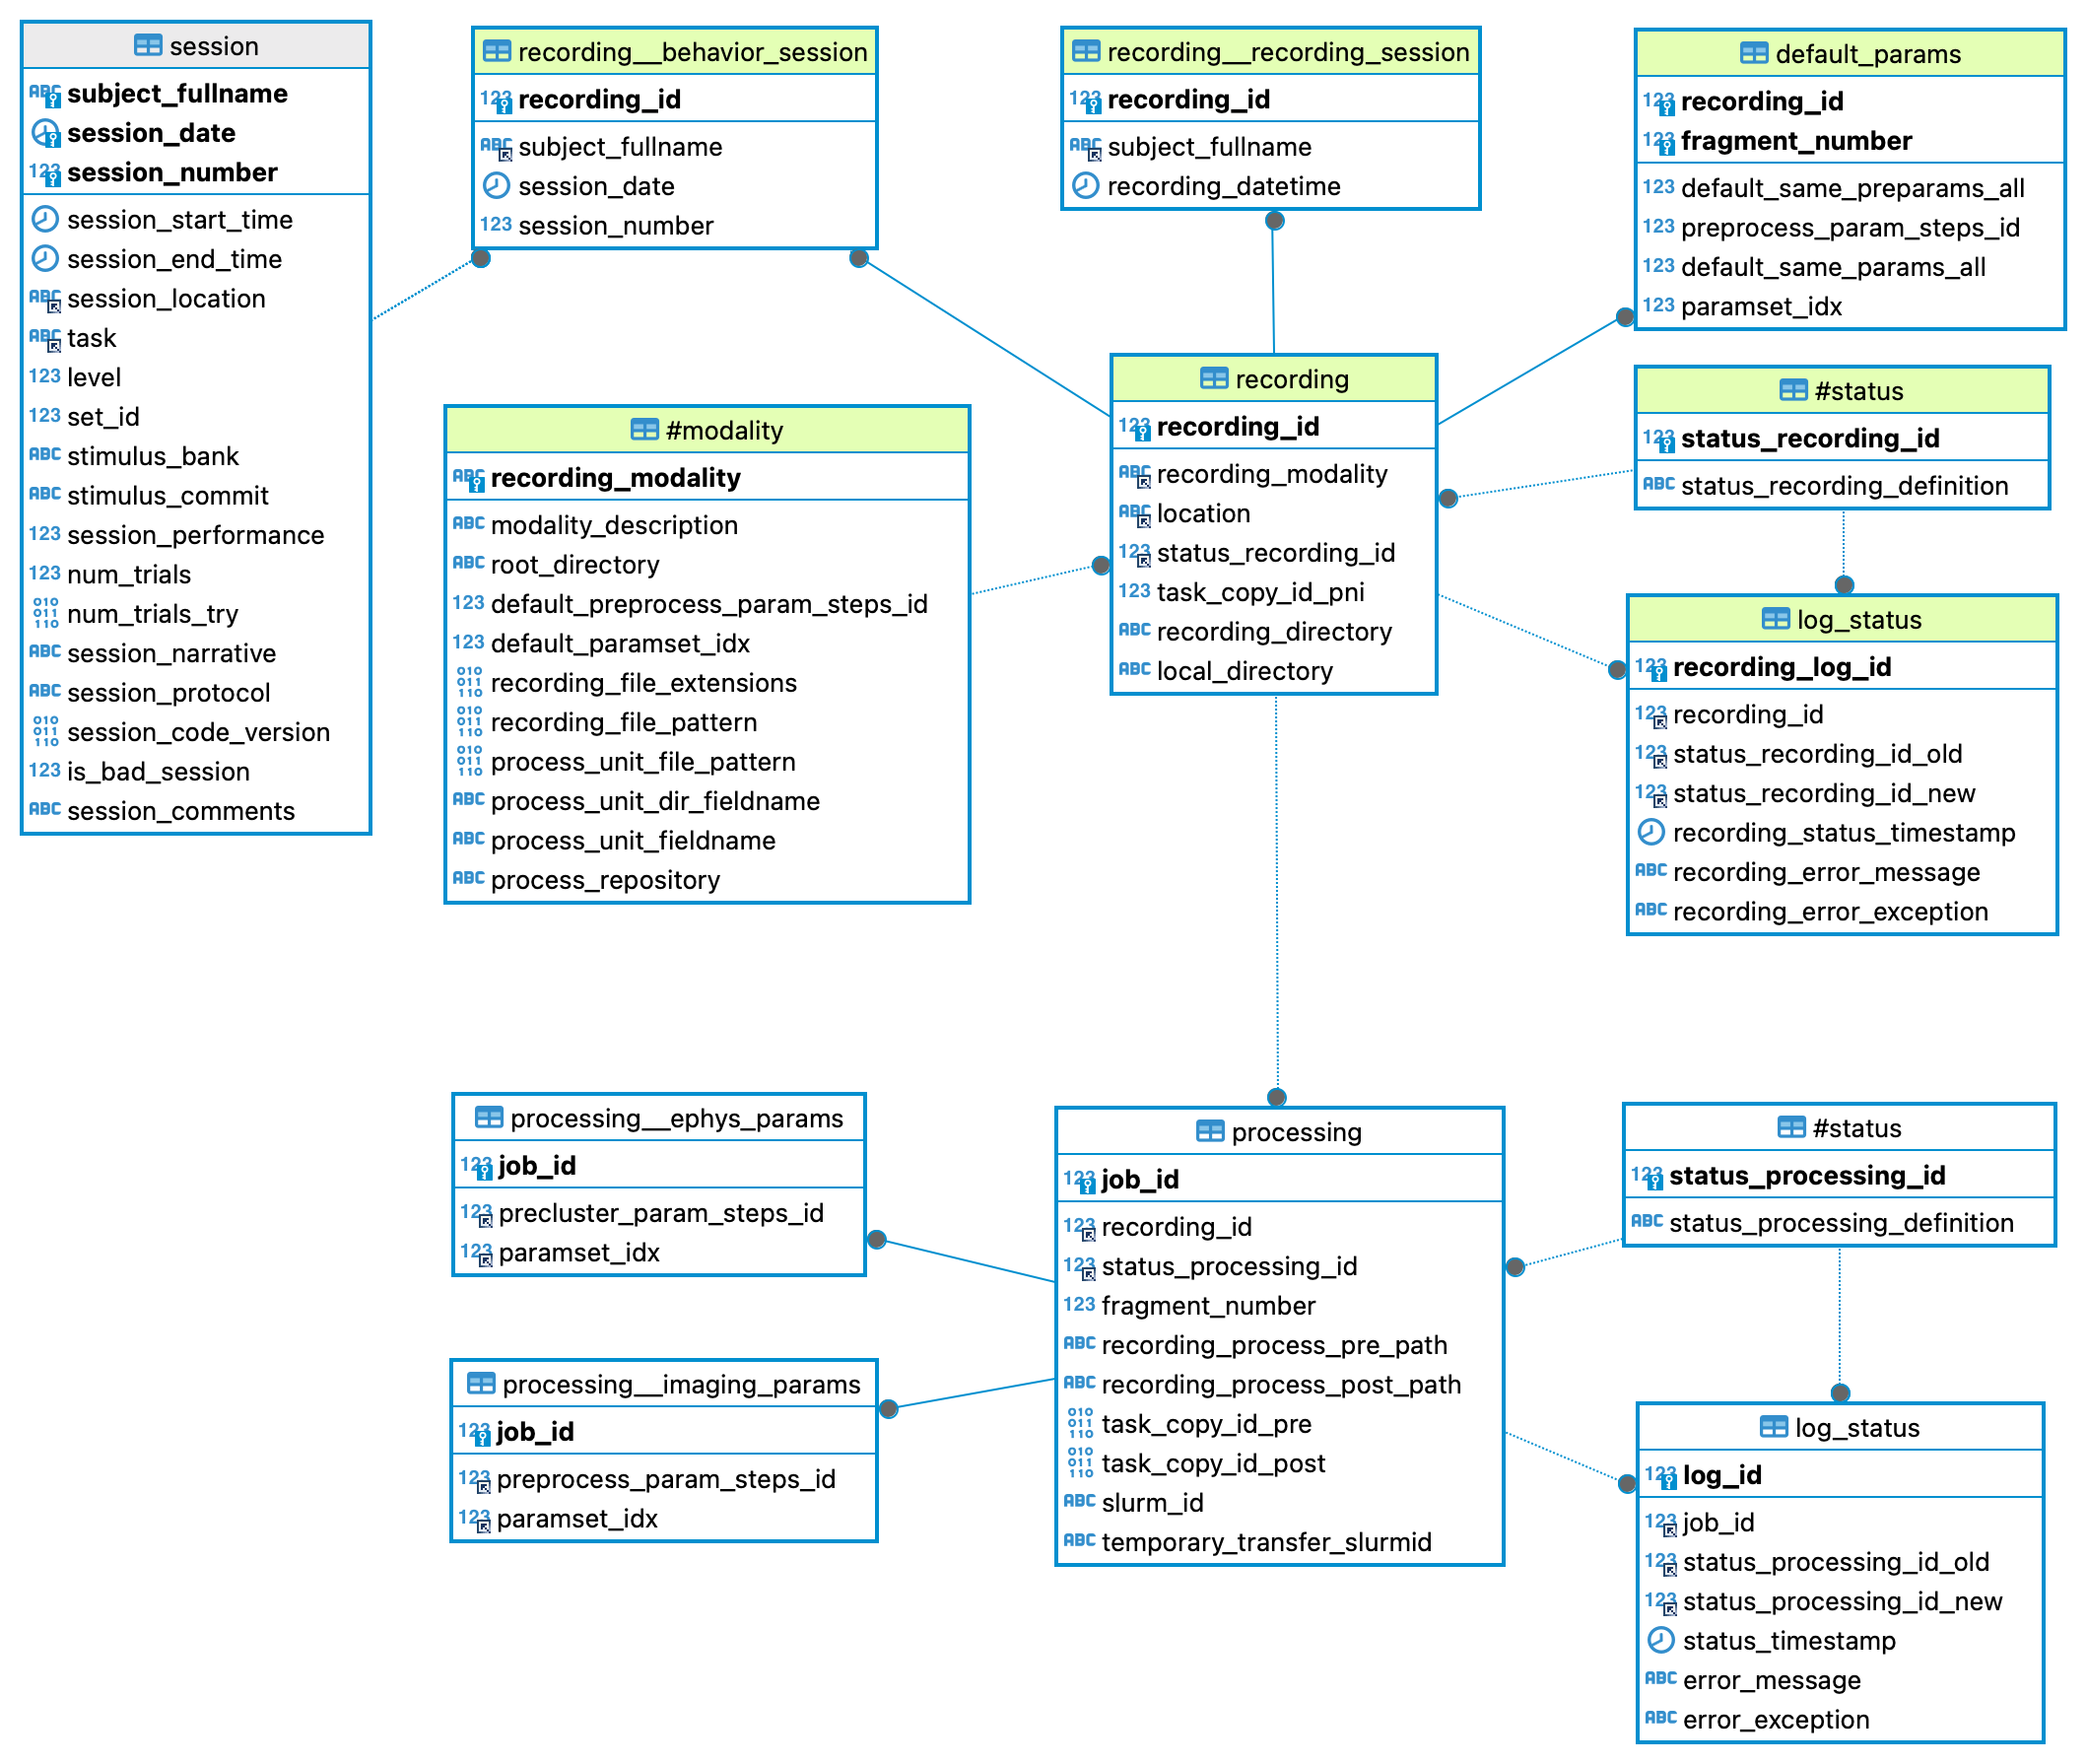 session
subject_fullname
session_date
session_number
session_start_time
session_end_time
session_location
task
level
set_id
stimulus_bank
stimulus_commit
session_performance
num_trials
num_trials_try
session_narrative
session_protocol
session_code_version
is_bad_session
session_comments
recording__behavior_session
recording_id
subject_fullname
session_date
session_number
recording__recording_session
recording_id
subject_fullname
recording_datetime
default_params
recording_id
fragment_number
default_same_preparams_all
preprocess_param_steps_id
default_same_params_all
paramset_idx
#modality
recording_modality
modality_description
root_directory
default_preprocess_param_steps_id
default_paramset_idx
recording_file_extensions
recording_file_pattern
process_unit_file_pattern
process_unit_dir_fieldname
process_unit_fieldname
process_repository
recording
recording_id
recording_modality
location
status_recording_id
task_copy_id_pni
recording_directory
local_directory
#status
status_recording_id
status_recording_definition
log_status
recording_log_id
recording_id
status_recording_id_old
status_recording_id_new
recording_status_timestamp
recording_error_message
recording_error_exception
processing__ephys_params
job_id
precluster_param_steps_id
paramset_idx
processing__imaging_params
job_id
preprocess_param_steps_id
paramset_idx
processing
job_id
recording_id
status_processing_id
fragment_number
recording_process_pre_path
recording_process_post_path
task_copy_id_pre
task_copy_id_post
slurm_id
temporary_transfer_slurmid
#status
status_processing_id
status_processing_definition
log_status
log_id
job_id
status_processing_id_old
status_processing_id_new
status_timestamp
error_message
error_exception